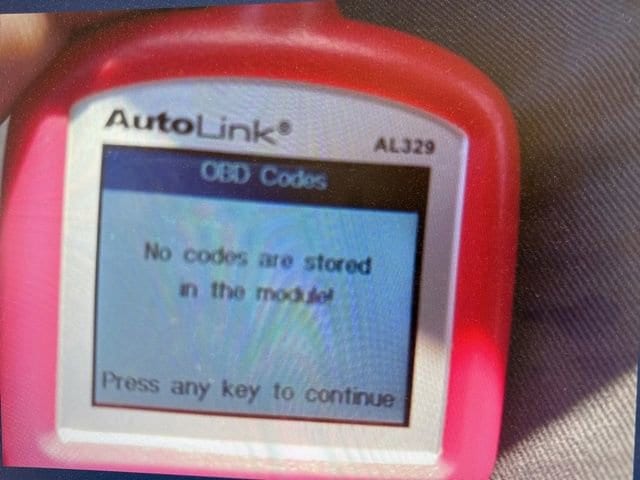 AutoLink®
AL329
OBD Codes
No codes are stored
in the module!
Press any key to continue